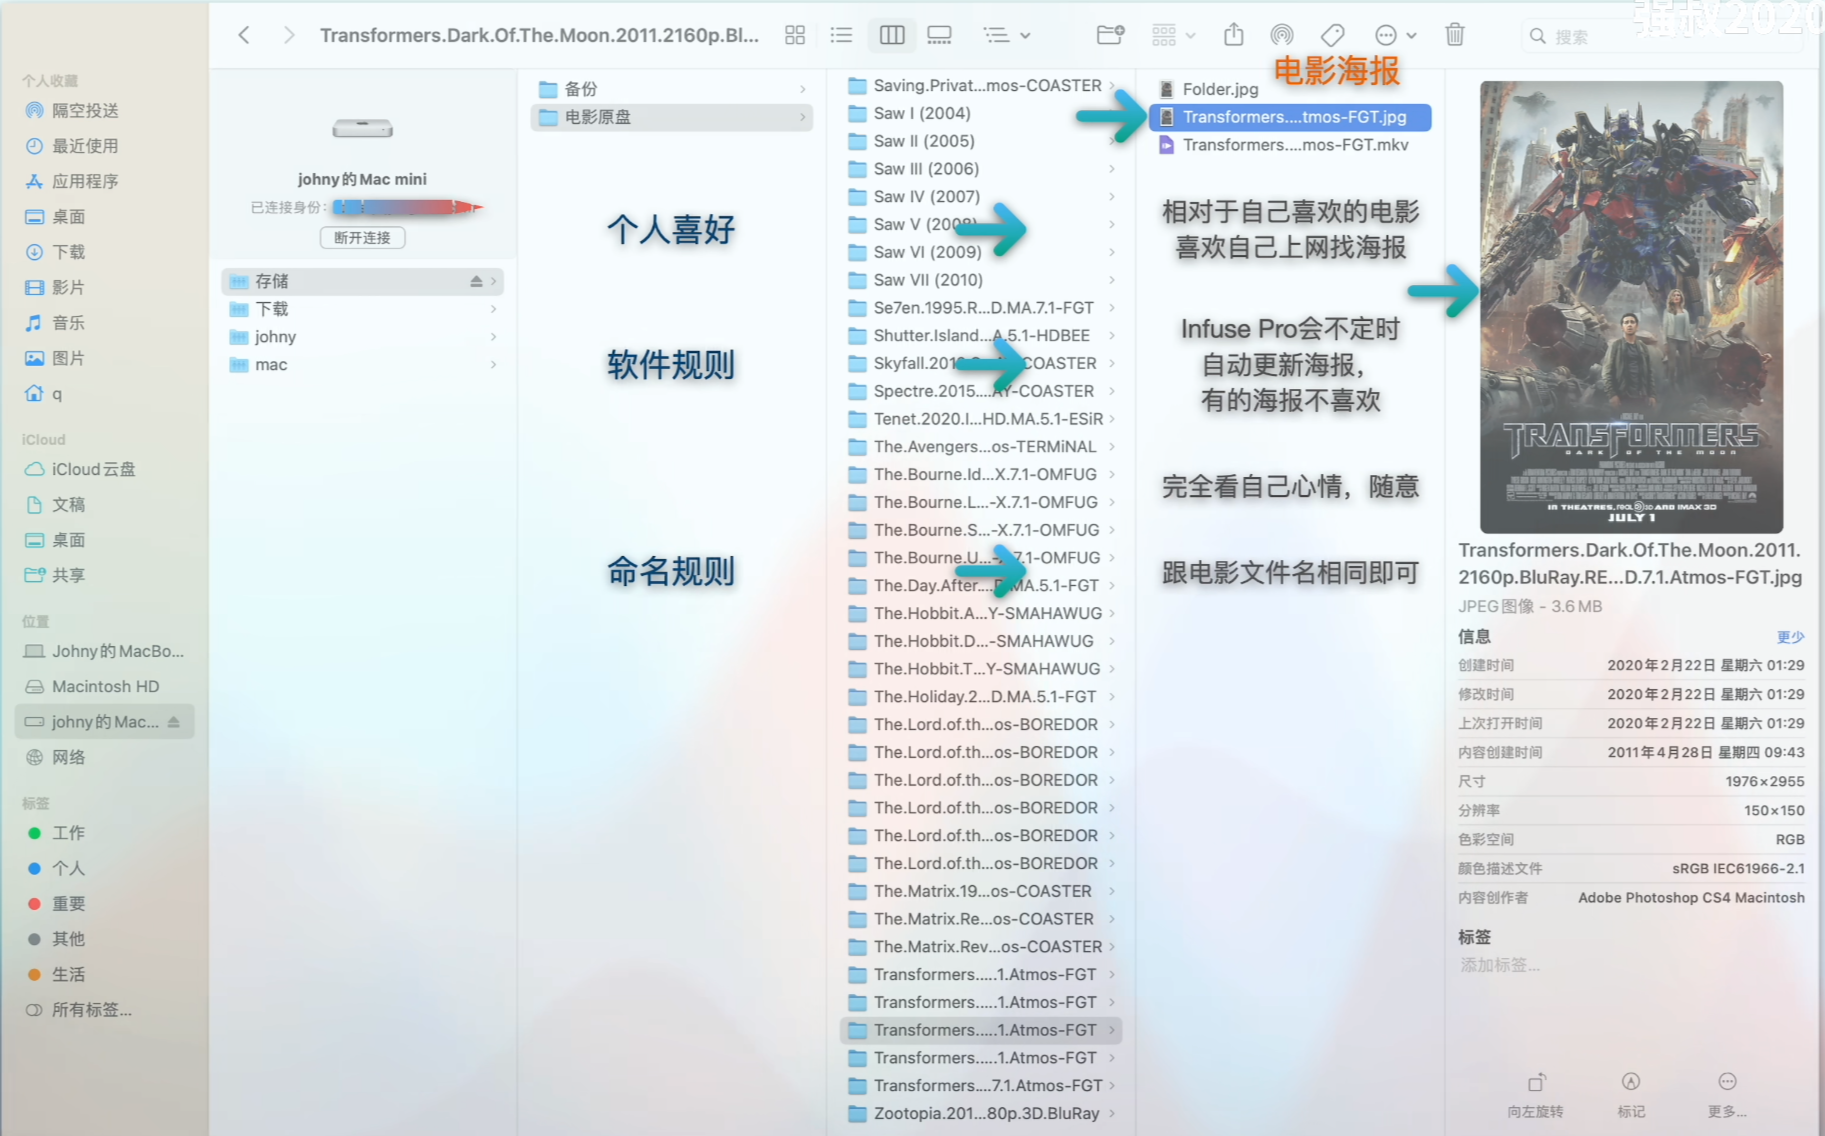 Transformers.Dark.Of.The.Moon.2011.2160p.Bl...
搜索
强叔2020
个人收藏
隔空投送
最近使用
应用程序
桌面
下载
影片
音乐
图片
q
iCloud
iCloud云盘
文稿
桌面
共享
位置
Johny的MacBo...
Macintosh HD
johny的Mac...
网络
标签
工作
个人
重要
其他
生活
所有标签...
johny的Mac mini
已连接身份:
断开连接
存储
下载
johny
mac
备份
电影原盘
个人喜好
软件规则
命名规则
Saving.Privat...mos-COASTER
Saw I (2004)
Saw II (2005)
Saw III (2006)
Saw IV (2007)
Saw V (2008)
Saw VI (2009)
Saw VII (2010)
Se7en.1995.R...D.MA.7.1-FGT
Shutter.Island...A.5.1-HDBEE
Skyfall.201 COASTER
Spectre.2015....AY-COASTER
Tenet.2020.I...HD.MA.5.1-ESiR
The.Avengers...os-TERMiNAL
The.Bourne.Id...X.7.1-OMFUG
The.Bourne.L...-X.7.1-OMFUG
The.Bourne.S...-X.7.1-OMFUG
The.Bourne.U...-X.7.1-OMFUG
The.Day.After....D.MA.5.1-FGT
The.Hobbit.A...Y-SMAHAWUG
The.Hobbit.D...-SMAHAWUG
The.Hobbit.T...Y-SMAHAWUG
The.Holiday.2...D.MA.5.1-FGT
The.Lord.of.th...os-BOREDOR
The.Lord.of.th...os-BOREDOR
The.Lord.of.th...os-BOREDOR
The.Lord.of.th...os-BOREDOR
The.Lord.of.th...os-BOREDOR
The.Lord.of.th...os-BOREDOR
The.Matrix.19...os-COASTER
The.Matrix.Re...os-COASTER
The.Matrix.Rev...os-COASTER
Transformers.....1.Atmos-FGT
Transformers.....1.Atmos-FGT
Transformers.....1.Atmos-FGT
Transformers.....1.Atmos-FGT
Transformers....7.1.Atmos-FGT
Zootopia.201...80p.3D.BluRay
电影海报
Folder.jpg
Transformers....tmos-FGT.jpg
Transformers....mos-FGT.mkv
相对于自己喜欢的电影
喜欢自己上网找海报
Infuse Pro会不定时
自动更新海报，
有的海报不喜欢
完全看自己心情，随意
跟电影文件名相同即可
TRANSFORMERS
DARK OF THE MOON
IN THEATRES, REAL D 3D AND IMAX 3D
JULY 1
Transformers.Dark.Of.The.Moon.2011.
2160p.BluRay.RE...D.7.1.Atmos-FGT.jpg
JPEG图像 - 3.6 MB
信息 更少
创建时间 2020年2月22日 星期六 01:29
修改时间 2020年2月22日 星期六 01:29
上次打开时间 2020年2月22日 星期六 01:29
内容创建时间 2011年4月28日 星期四 09:43
尺寸 1976×2955
分辨率 150×150
色彩空间 RGB
颜色描述文件 sRGB IEC61966-2.1
内容创作者 Adobe Photoshop CS4 Macintosh
标签
添加标签...
向左旋转
标记
更多...